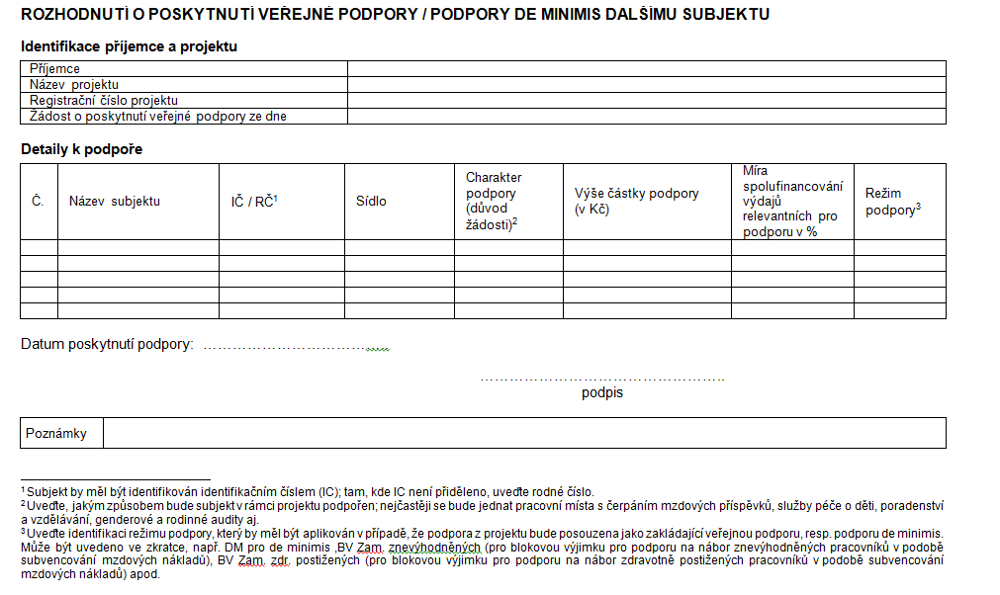 ROZHODNUTÍ O POSKYTNUTÍ VEŘEJNÉ PODPORY / PODPORY DE MINIMIS DALŠÍMU SUBJEKTU
Identifikace příjemce a projektu
Příjemce
Název projektu
Registrační číslo projektu
Žádost o poskytnutí veřejné podpory ze dne
Detaily k podpoře
Č.
Název subjektu
IČ / RČ1
Sídlo
Charakter
podpory
(důvod
žádosti)2
Výše částky podpory
(v Kč)
Míra
spolufinancování
výdajů
relevantních pro
podporu v %
Režim
podpory3
Datum poskytnutí podpory: ……………………………………
…………………………………………..
podpis
Poznámky
1 Subjekt by měl být identifikován identifikačním číslem (IC); tam, kde IC není přiděleno, uveďte rodné číslo.
2 Uveďte, jakým způsobem bude subjekt v rámci projektu podpořen; nejčastěji se bude jednat pracovní místa s čerpáním mzdových příspěvků, služby péče o děti, poradenství
a vzdělávání, genderové a rodinné audity aj.
3 Uveďte identifikaci režimu podpory, který by měl být aplikován v případě, že podpora z projektu bude posouzena jako zakládající veřejnou podporu, resp. podporu de minimis.
Může být uvedeno ve zkratce, např. DM pro de minimis ,BV Zam. znevýhodněných (pro blokovou výjimku pro podporu na nábor znevýhodněných pracovníků v podobě
subvencování mzdových nákladů), BV Zam. zdr. postižených (pro blokovou výjimku pro podporu na nábor zdravotně postižených pracovníků v podobě subvencování
mzdových nákladů) apod.